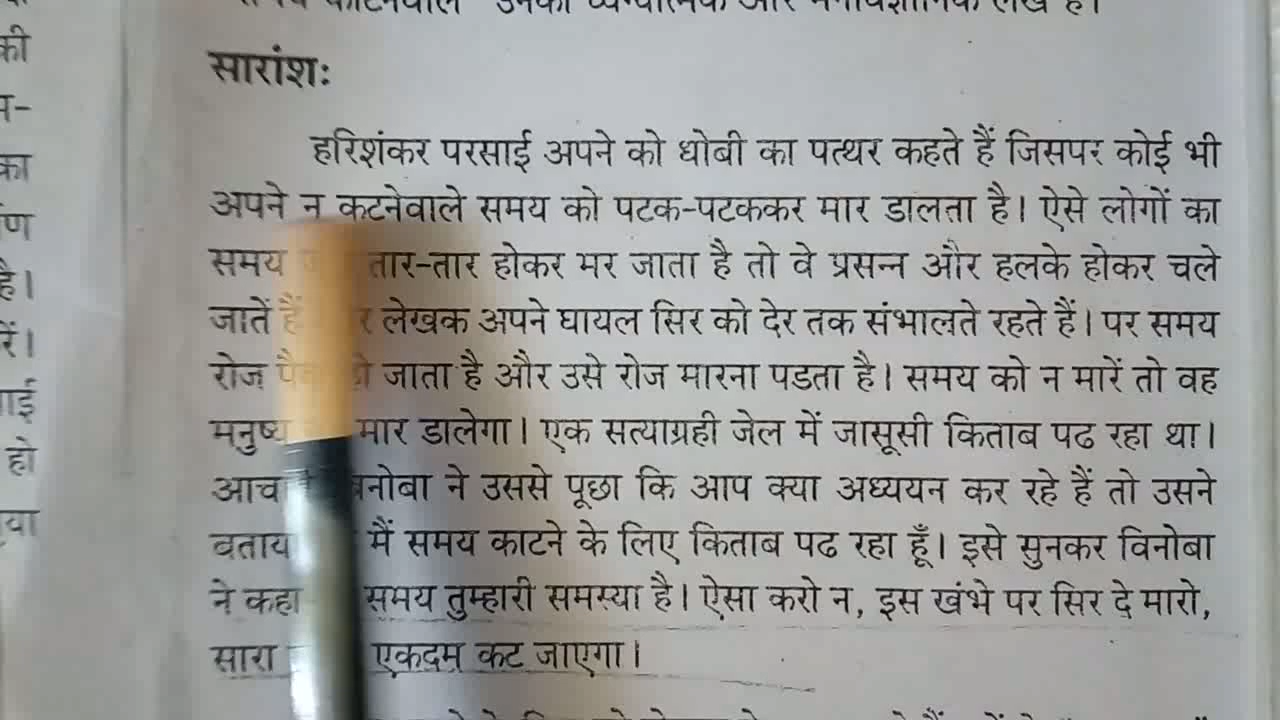 की
सारांशः
का
हरिशंकर परसाई अपने को धोबी का पत्थर कहते हैं जिसपर कोई भी
अपने न कटनेवाले समय को पटक-पटककर मार डालता है। ऐसे लोगों का
समय तार-तार होकर मर जाता है तो वे प्रसन्न और हलके होकर चले
है।
जातें हैं लेखक अपने घायल सिर को देर तक संभालते रहते हैं। पर समय
रोज जाता है और उसे रोज मारना पडता है। समय को न मारें तो वह
मनुष्य मार डालेगा। एक सत्याग्रही जेल में जासूसी किताब पढ रहा था।
हो
विनोबा ने उससे पूछा कि आप क्या अध्ययन कर रहे हैं तो उसने
मैं समय काटने के लिए किताब पढ रहा हूँ। इसे सुनकर विनोबा
ने कहा समय तुम्हारी समस्या है। ऐसा करो न, इस खंभे पर सिर दे मारो,
सारा एकदम कट जाएगा।